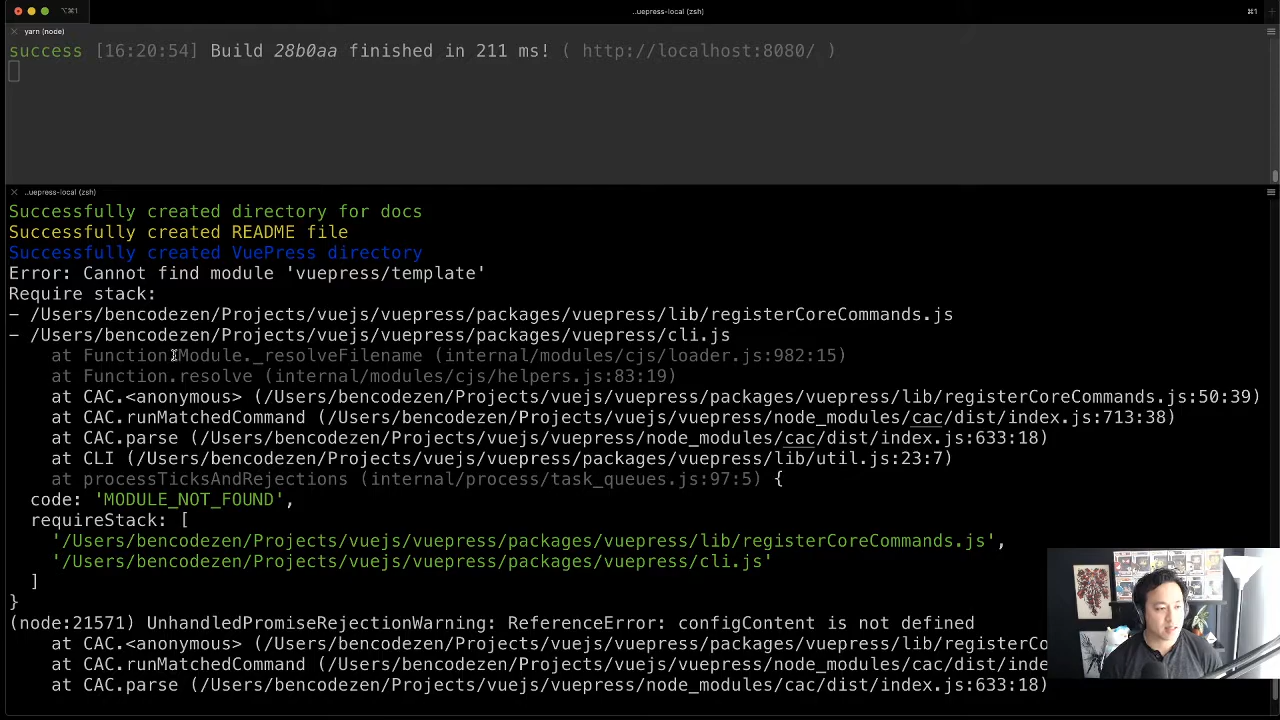 ⌥⌘1
..uepress-local (zsh)
⌘1
yarn (node)
success [16:20:54] Build 28b0aa finished in 211 ms! ( http://localhost:8080/ )
..uepress-local (zsh)
Successfully created directory for docs
Successfully created README file
Successfully created VuePress directory
Error: Cannot find module 'vuepress/template'
Require stack:
- /Users/bencodezen/Projects/vuejs/vuepress/packages/vuepress/lib/registerCoreCommands.js
- /Users/bencodezen/Projects/vuejs/vuepress/packages/vuepress/cli.js
at Function.Module._resolveFilename (internal/modules/cjs/loader.js:982:15)
at Function.resolve (internal/modules/cjs/helpers.js:83:19)
at CAC.<anonymous> (/Users/bencodezen/Projects/vuejs/vuepress/packages/vuepress/lib/registerCoreCommands.js:50:39)
at CAC.runMatchedCommand (/Users/bencodezen/Projects/vuejs/vuepress/node_modules/cac/dist/index.js:713:38)
at CAC.parse (/Users/bencodezen/Projects/vuejs/vuepress/node_modules/cac/dist/index.js:633:18)
at CLI (/Users/bencodezen/Projects/vuejs/vuepress/packages/vuepress/lib/util.js:23:7)
at processTicksAndRejections (internal/process/task_queues.js:97:5) {
code: 'MODULE_NOT_FOUND',
requireStack: [
'/Users/bencodezen/Projects/vuejs/vuepress/packages/vuepress/lib/registerCoreCommands.js',
'/Users/bencodezen/Projects/vuejs/vuepress/packages/vuepress/cli.js'
]
}
(node:21571) UnhandledPromiseRejectionWarning: ReferenceError: configContent is not defined
at CAC.<anonymous> (/Users/bencodezen/Projects/vuejs/vuepress/packages/vuepress/lib/registerCo
at CAC.runMatchedCommand (/Users/bencodezen/Projects/vuejs/vuepress/node_modules/cac/dist/inde
at CAC.parse (/Users/bencodezen/Projects/vuejs/vuepress/node_modules/cac/dist/index.js:633:18)